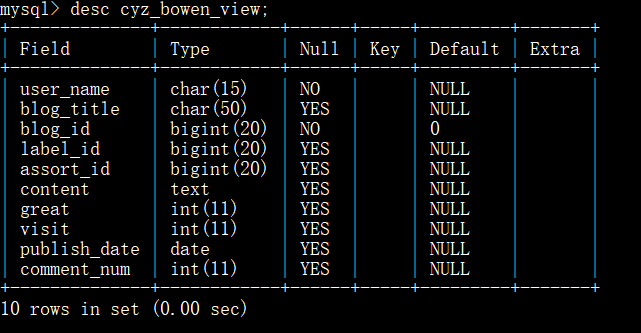 mysql> desc cyz_bowen_view;
+--------------+------------+------+-----+---------+-------+
| Field        | Type       | Null | Key | Default | Extra |
+--------------+------------+------+-----+---------+-------+
| user_name    | char(15)   | NO   |     | NULL    |       |
| blog_title   | char(50)   | YES  |     | NULL    |       |
| blog_id      | bigint(20) | NO   |     | 0       |       |
| label_id     | bigint(20) | YES  |     | NULL    |       |
| assort_id    | bigint(20) | YES  |     | NULL    |       |
| content      | text       | YES  |     | NULL    |       |
| great        | int(11)    | YES  |     | NULL    |       |
| visit        | int(11)    | YES  |     | NULL    |       |
| publish_date | date       | YES  |     | NULL    |       |
| comment_num  | int(11)    | YES  |     | NULL    |       |
+--------------+------------+------+-----+---------+-------+
10 rows in set (0.00 sec)